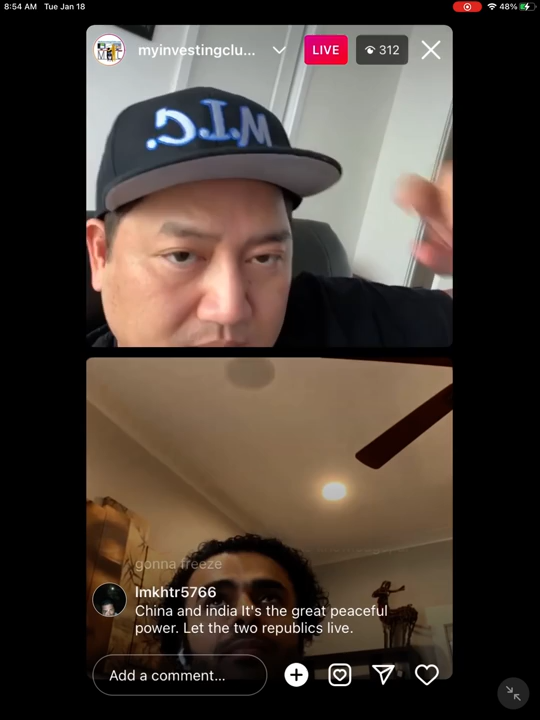 8:54 AM Tue Jan 18
48%
myinvestingclu...
LIVE
312
M.I.C.
gonna freeze
lmkhtr5766
China and india It's the great peaceful
power. Let the two republics live.
Add a comment...